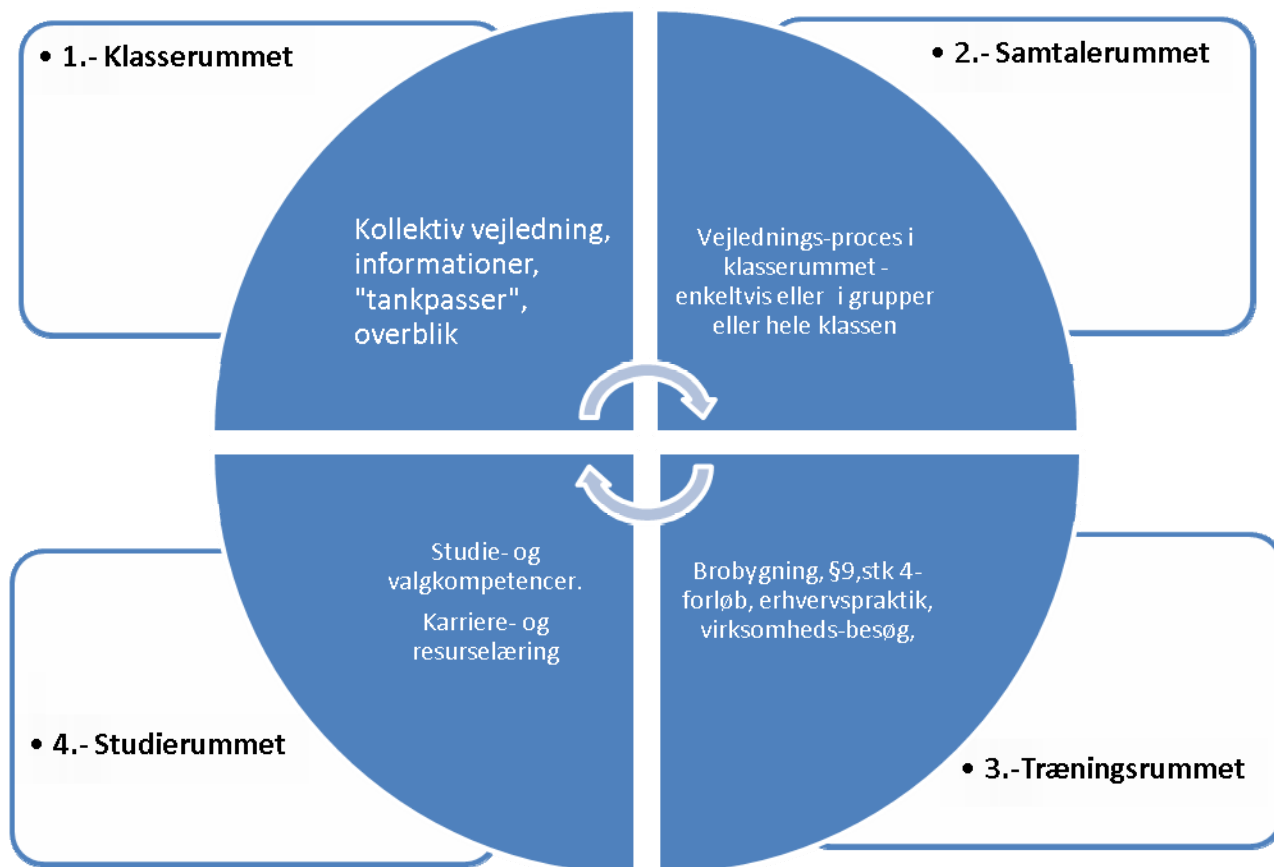 • 1.- Klasserummet
• 2.- Samtalerummet
Kollektiv vejledning,
informationer,
"tankpasser",
overblik
Vejlednings-proces i
klasserummet -
enkeltvis eller i grupper
eller hele klassen
Studie- og
valgkompetencer.
Karriere- og
resurselæring
Brobygning, §9,stk 4-
forløb, erhvervspraktik,
virksomheds-besøg,
• 4.- Studierummet
• 3.-Træningsrummet